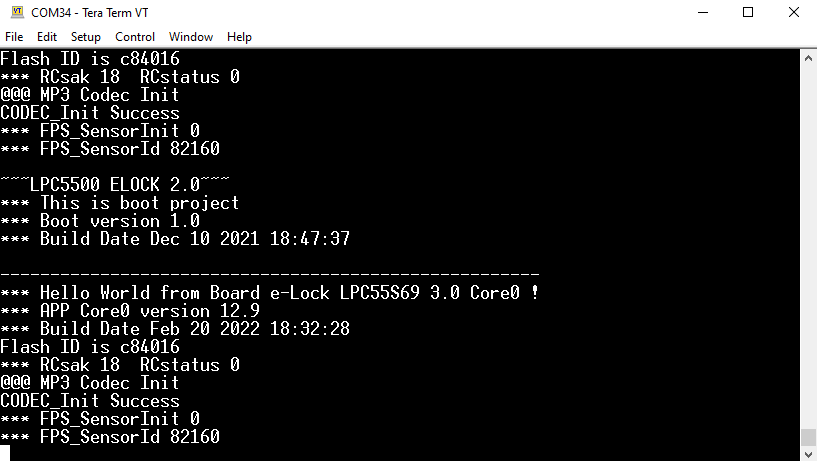 COM34 - Tera Term VT
File Edit Setup Control Window Help
Flash ID is c84016
*** RCsak 18  RCstatus 0
@@@ MP3 Codec Init
CODEC_Init Success
*** FPS_SensorInit 0
*** FPS_SensorId 82160
~~~LPC5500 ELOCK 2.0~~~
*** This is boot project
*** Boot version 1.0
*** Build Date Dec 10 2021 18:47:37
------------------------------------------------------
*** Hello World from Board e-Lock LPC55S69 3.0 Core0 !
*** APP Core0 version 12.9
*** Build Date Feb 20 2022 18:32:28
Flash ID is c84016
*** RCsak 18  RCstatus 0
@@@ MP3 Codec Init
CODEC_Init Success
*** FPS_SensorInit 0
*** FPS_SensorId 82160